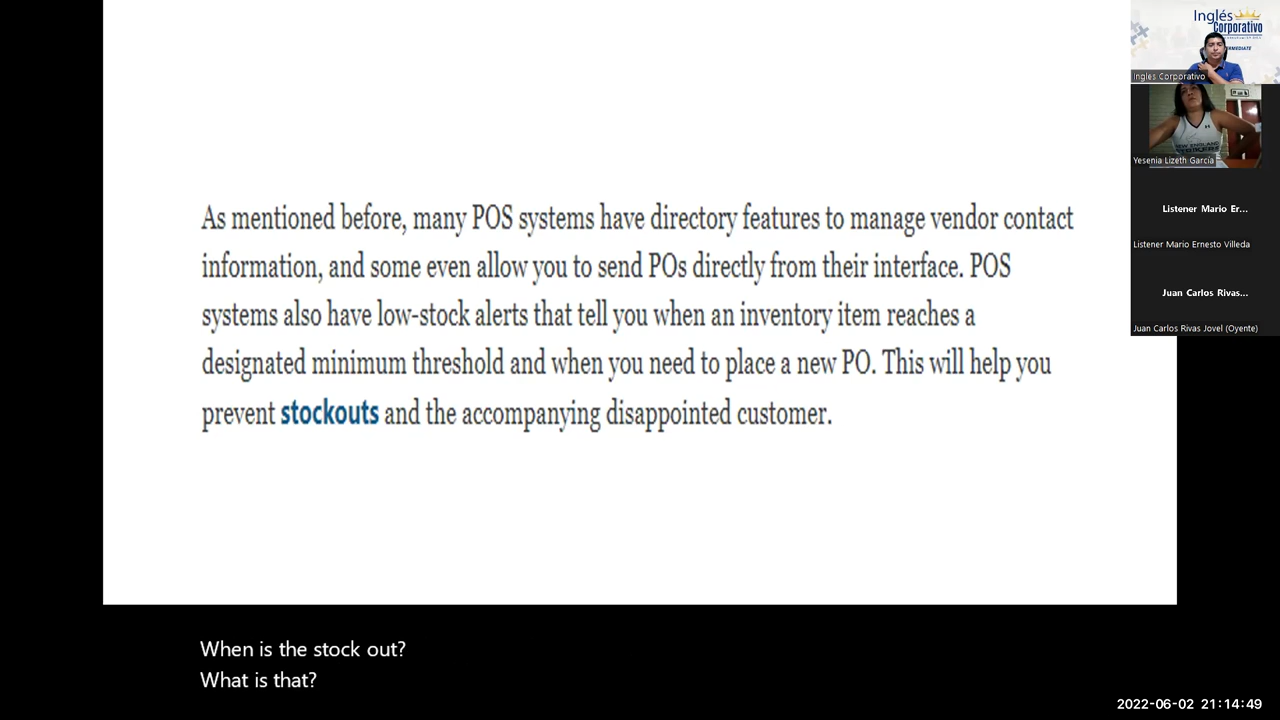 Inglés
Corporativo
INTERMEDIATE
Ingles Corporativo
NEW ENGLAND
Yesenia Lizeth García
Listener Mario Er...
Listener Mario Ernesto Villeda
Juan Carlos Rivas...
Juan Carlos Rivas Jovel (Oyente)
As mentioned before, many POS systems have directory features to manage vendor contact
information, and some even allow you to send POs directly from their interface. POS
systems also have low-stock alerts that tell you when an inventory item reaches a
designated minimum threshold and when you need to place a new PO. This will help you
prevent stockouts and the accompanying disappointed customer.
When is the stock out?
What is that?
2022-06-02 21:14:49